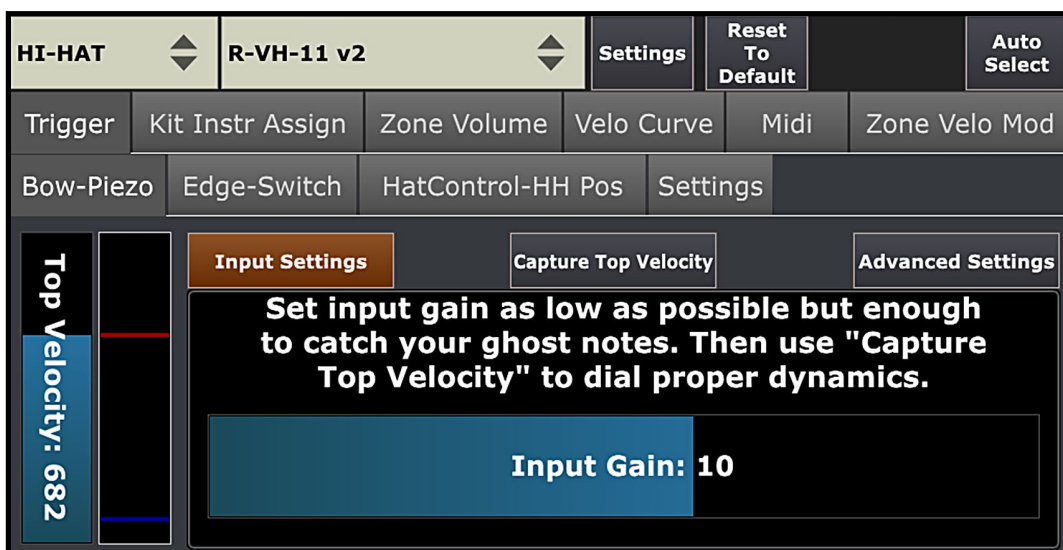 HI-HAT
R-VH-11 v2
Settings
Reset
To
Default
Auto
Select
Trigger
Kit Instr Assign
Zone Volume
Velo Curve
Midi
Zone Velo Mod
Bow-Piezo
Edge-Switch
HatControl-HH Pos
Settings
Top Velocity: 682
Input Settings
Capture Top Velocity
Advanced Settings
Set input gain as low as possible but enough
to catch your ghost notes. Then use "Capture
Top Velocity" to dial proper dynamics.
Input Gain: 10